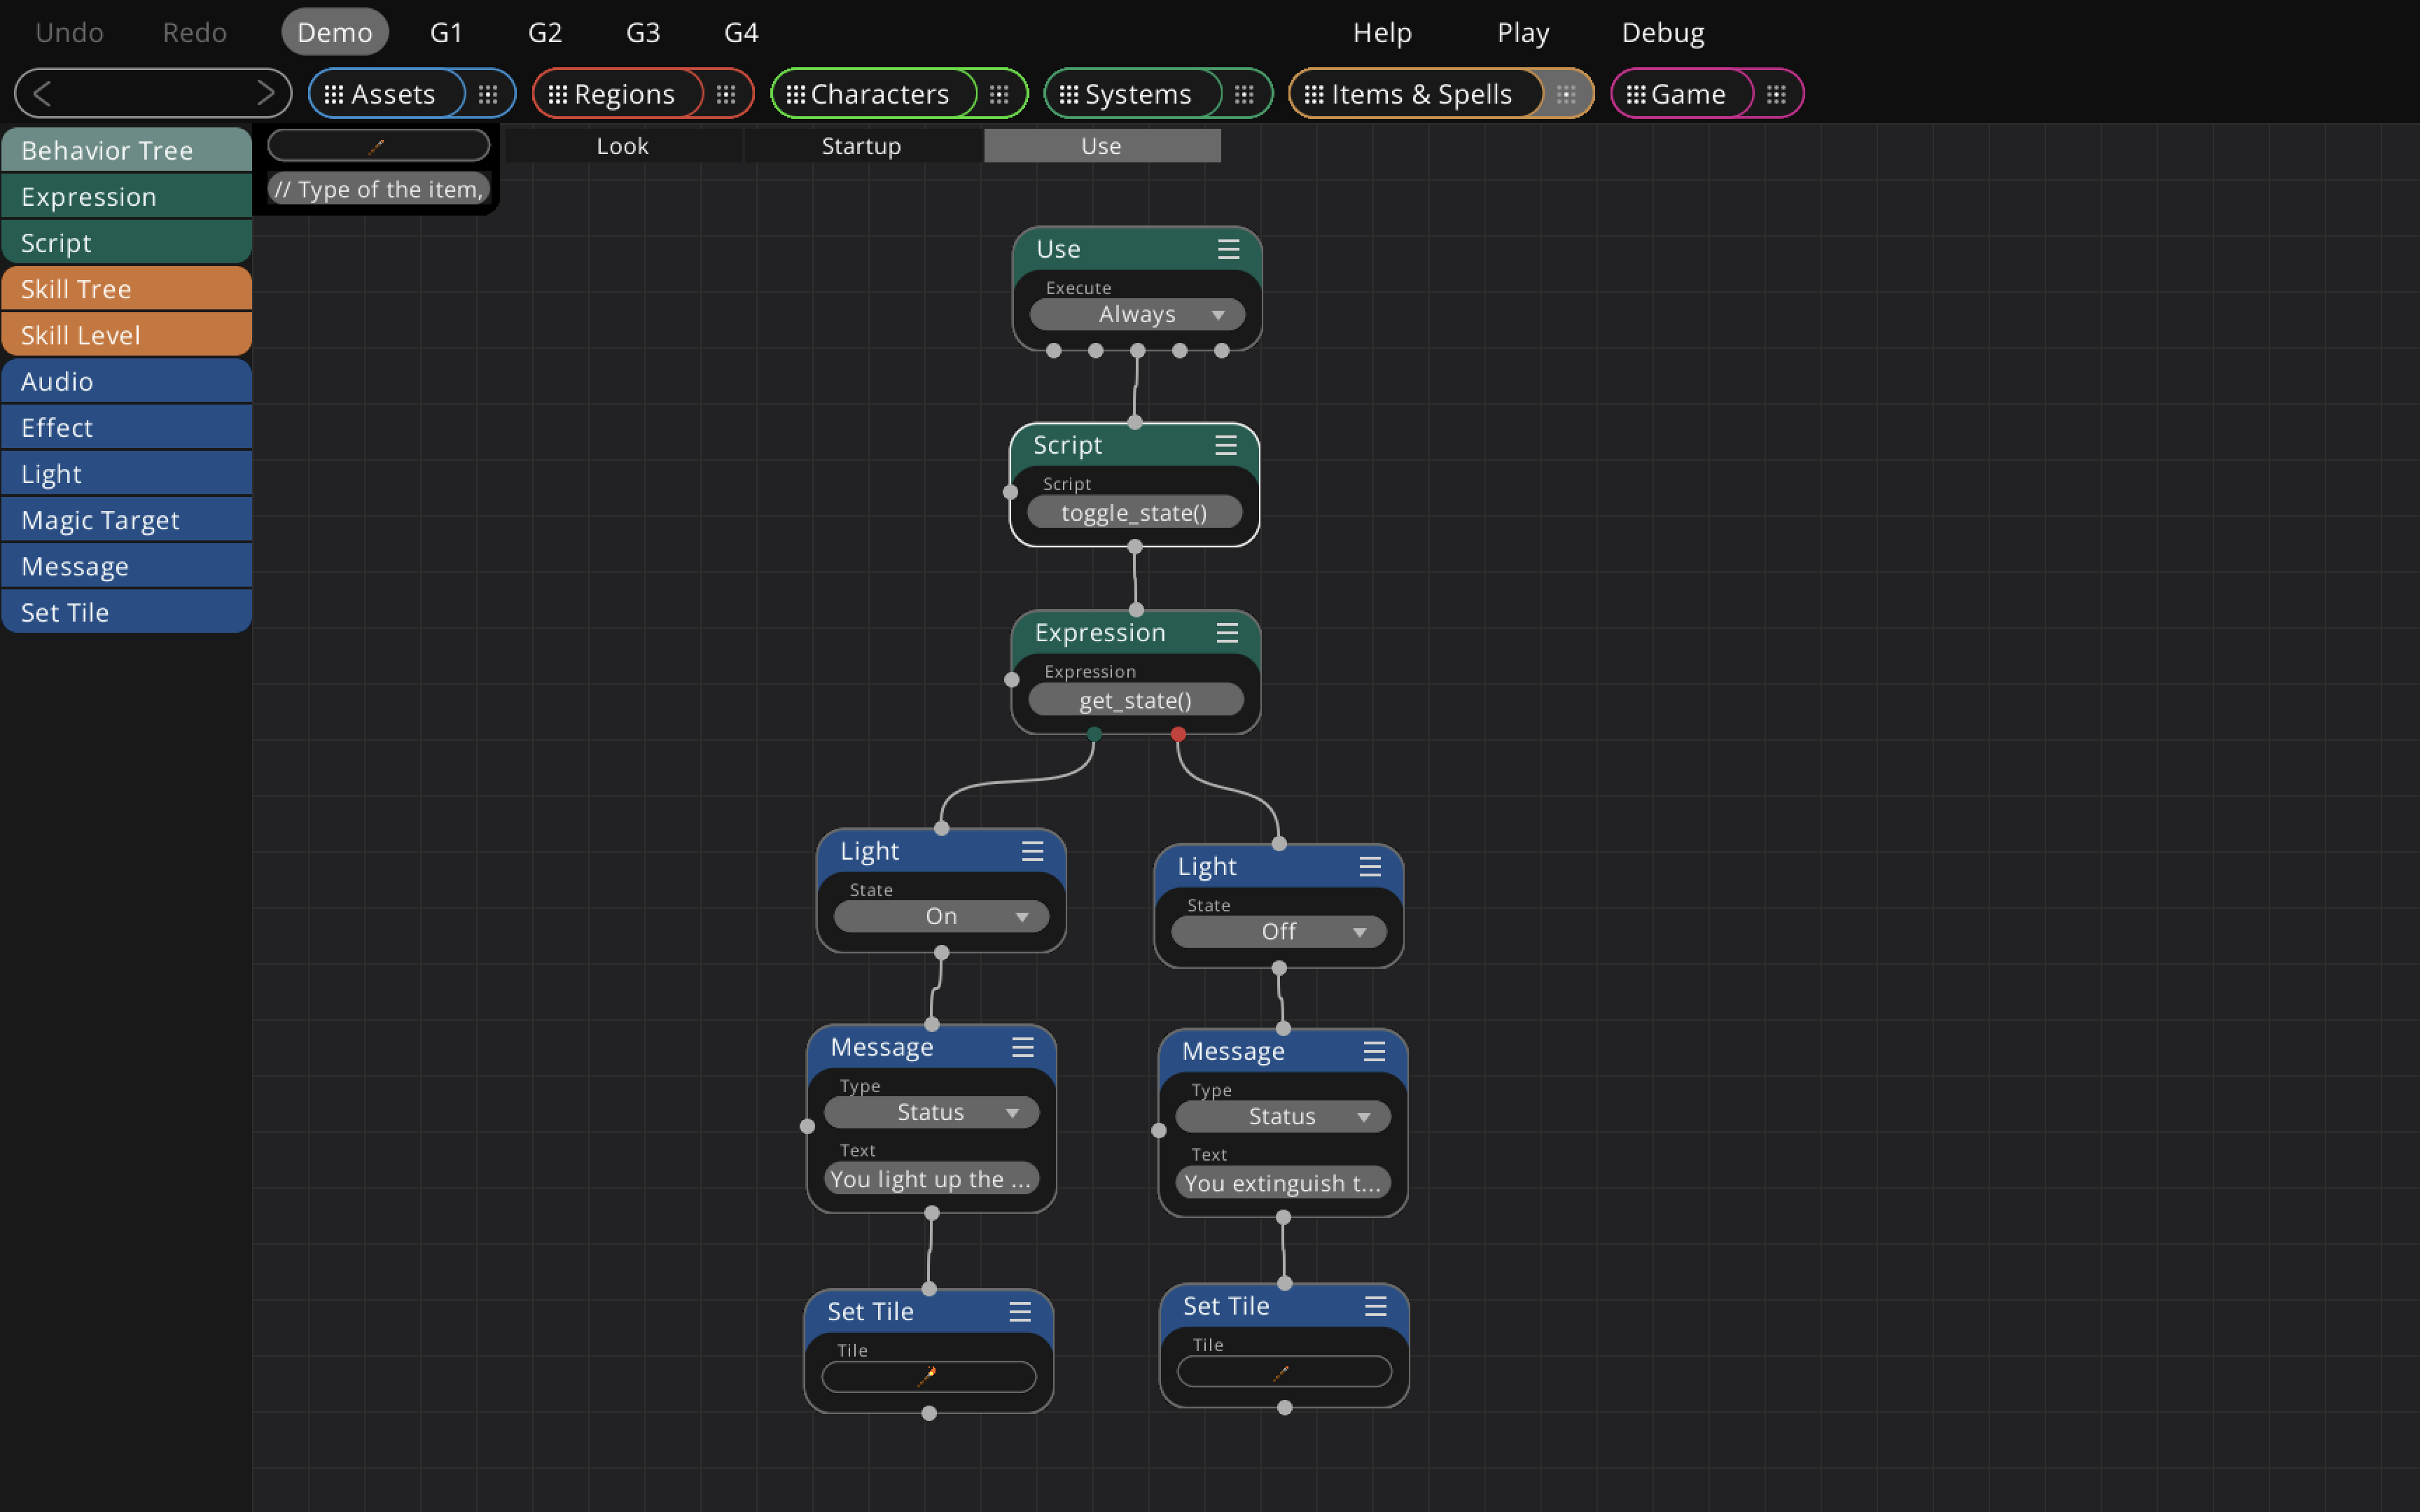 Undo Redo Demo G1 G2 G3 G4 Help Play Debug
Assets Regions Characters Systems Items & Spells Game
Behavior Tree
Expression
Script
Skill Tree
Skill Level
Audio
Effect
Light
Magic Target
Message
Set Tile
// Type of the item,
Look Startup Use
Use
Execute
Always
Script
Script
toggle_state()
Expression
Expression
get_state()
Light
State
On
Light
State
Off
Message
Type
Status
Text
You light up the ...
Message
Type
Status
Text
You extinguish t...
Set Tile
Tile
Set Tile
Tile